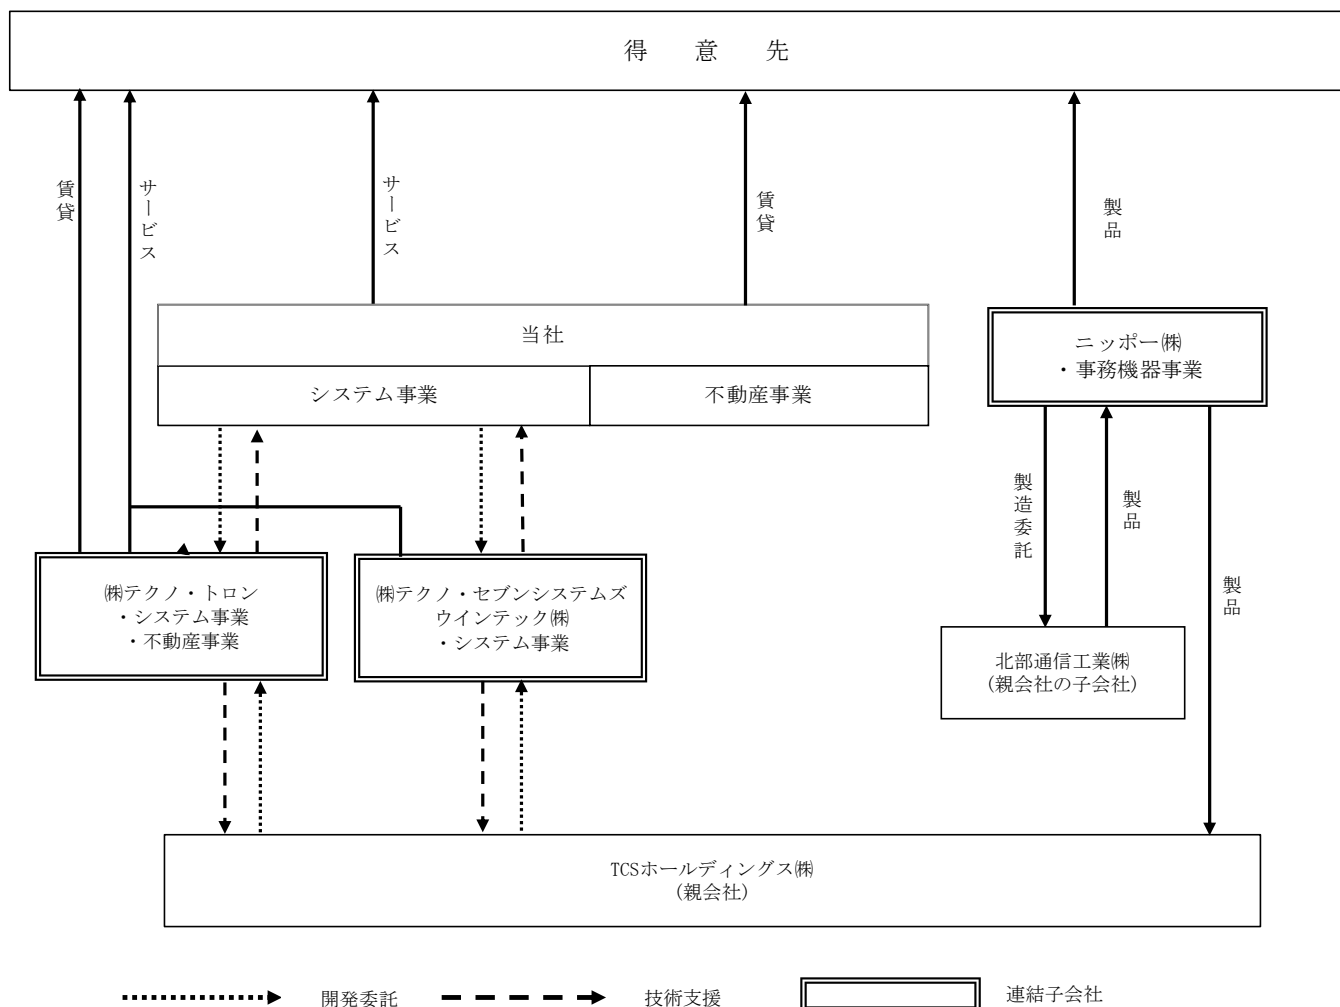 得意先
賃貸
サービス
サービス
賃貸
製品
当社
システム事業
不動産事業
ニッポー㈱
・事務機器事業
製造委託
製品
製品
㈱テクノ・トロン
・システム事業
・不動産事業
㈱テクノ・セブンシステムズ
ウインテック㈱
・システム事業
北部通信工業㈱
(親会社の子会社)
TCSホールディングス㈱
(親会社)
開発委託
技術支援
連結子会社